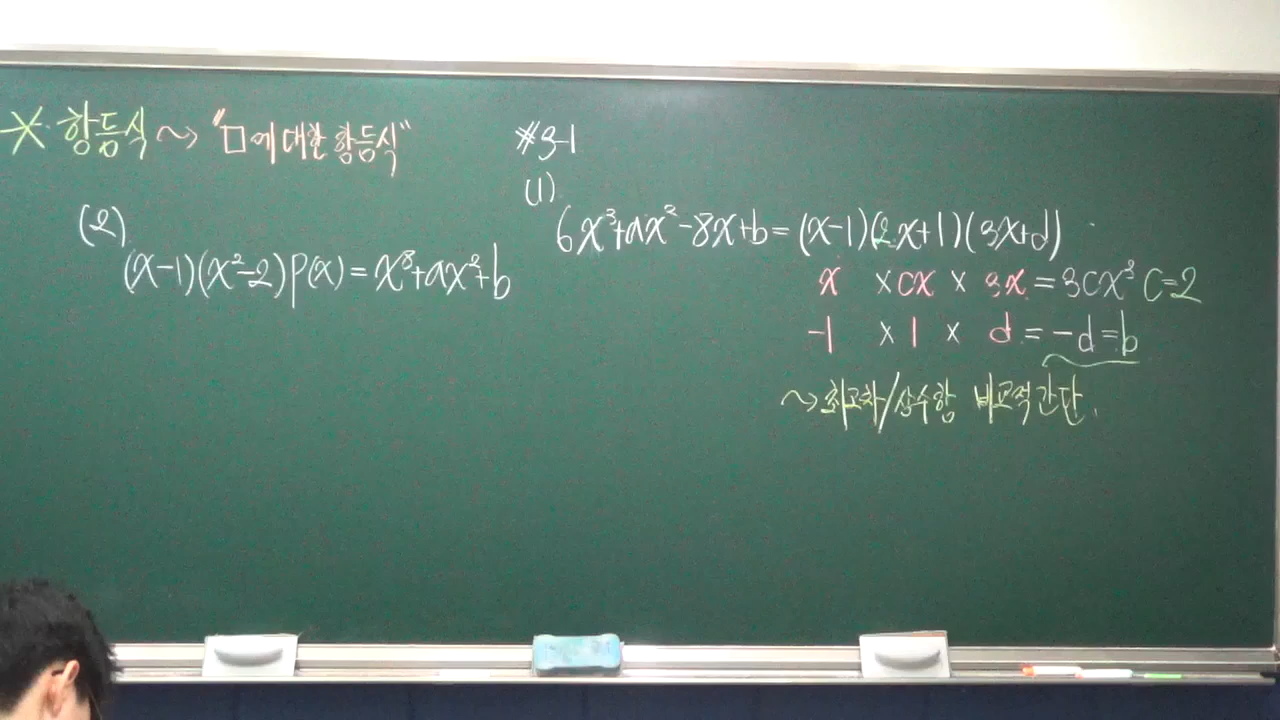 ※ 항등식 ~> "□에 대한 항등식"
(2)
(x-1)(x²-2)P(x)=x⁸+ax²+b
#3-1
(1)
6x³+ax²-8x+b=(x-1)(2x+1)(3x+d)
x × cx × 3x = 3cx³ c=2
-1 × 1 × d = -d=b
~> 최고차/상수항 비교적 간단.